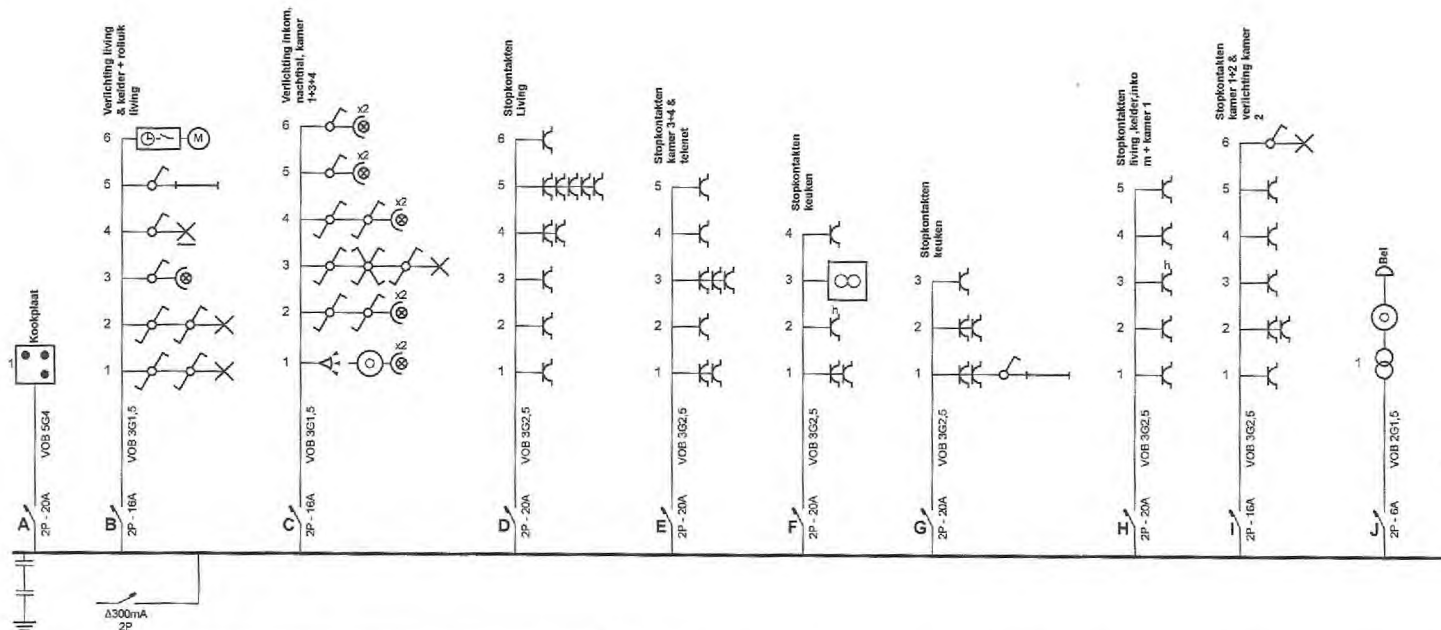 1
Kookplaat
VOB 5G4
A
2P - 20A
Verlichting living
& kelder + rolluik
living
6
M
5
4
3
2
1
VOB 3G1,5
B
2P - 16A
Verlichting inkom,
nachthal, kamer
1+3+4
6
x2
5
x2
4
x2
3
2
x2
1
x3
VOB 3G1,5
C
2P - 16A
Stopkontakten
Living
6
5
4
3
2
1
VOB 3G2,5
D
2P - 20A
Stopkontakten
kamer 3+4 &
telenet
5
4
3
2
1
VOB 3G2,5
E
2P - 20A
Stopkontakten
keuken
4
3
2
1
VOB 3G2,5
F
2P - 20A
Stopkontakten
keuken
3
2
1
VOB 3G2,5
G
2P - 20A
Stopkontakten
living ,kelder,inko
m + kamer 1
5
4
3
h
2
1
VOB 3G2,5
H
2P - 20A
Stopkontakten
kamer 1+2 &
verlichting kamer
2
6
5
4
3
2
1
VOB 3G2,5
I
2P - 16A
Bel
1
VOB 2G1,5
J
2P - 6A
Δ300mA
2P